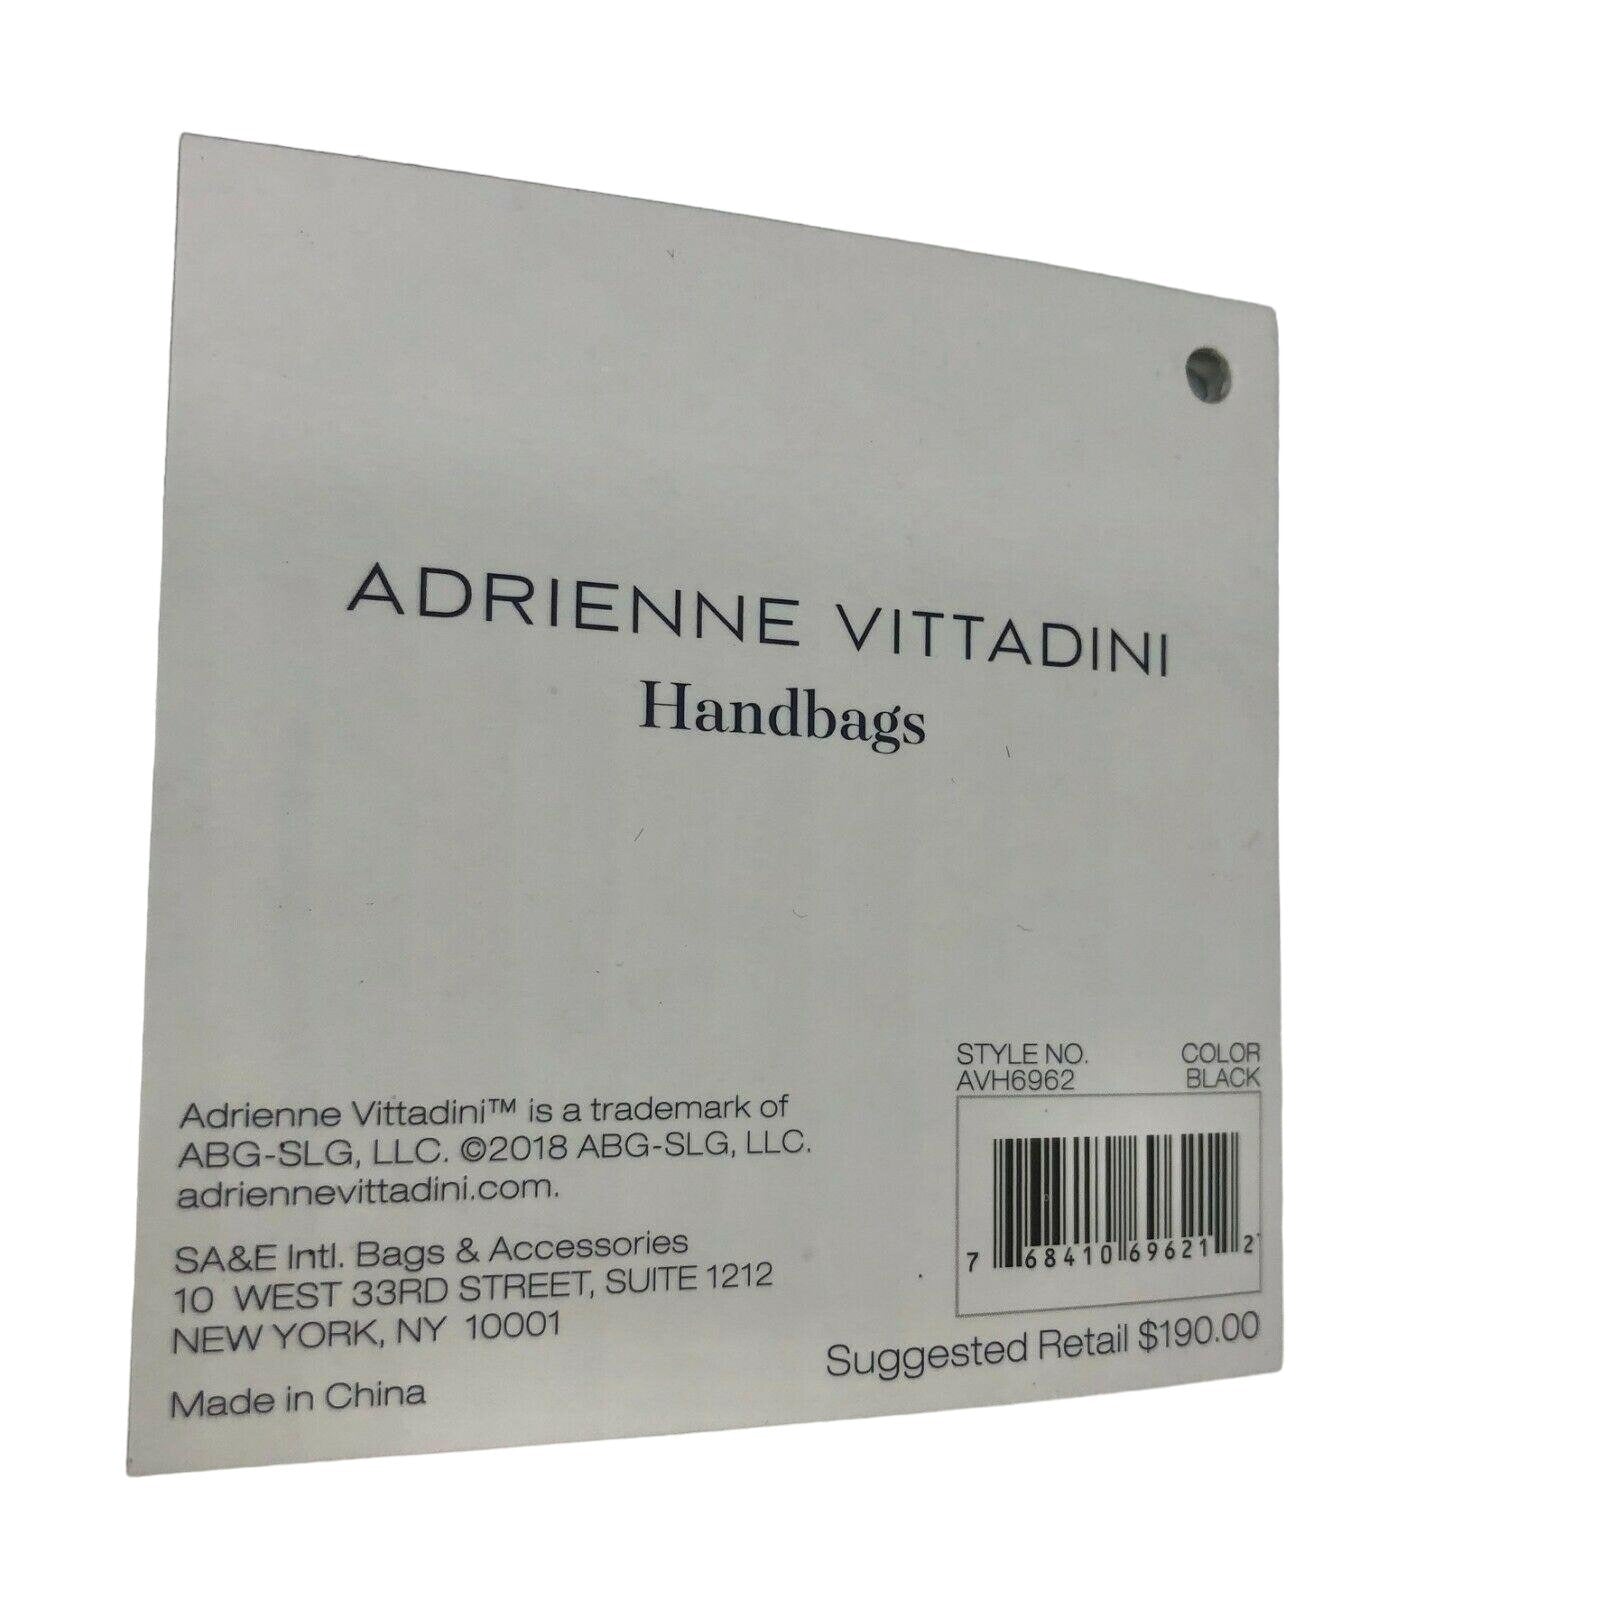 ADRIENNE VITTADINI
Handbags
Adrienne Vittadini™ is a trademark of
ABG-SLG, LLC. ©2018 ABG-SLG, LLC.
adriennevittadini.com.
SA&E Intl. Bags & Accessories
10 WEST 33RD STREET, SUITE 1212
NEW YORK, NY 10001
Made in China
STYLE NO. COLOR
AVH6962 BLACK
7 68410 69621 2
Suggested Retail $190.00